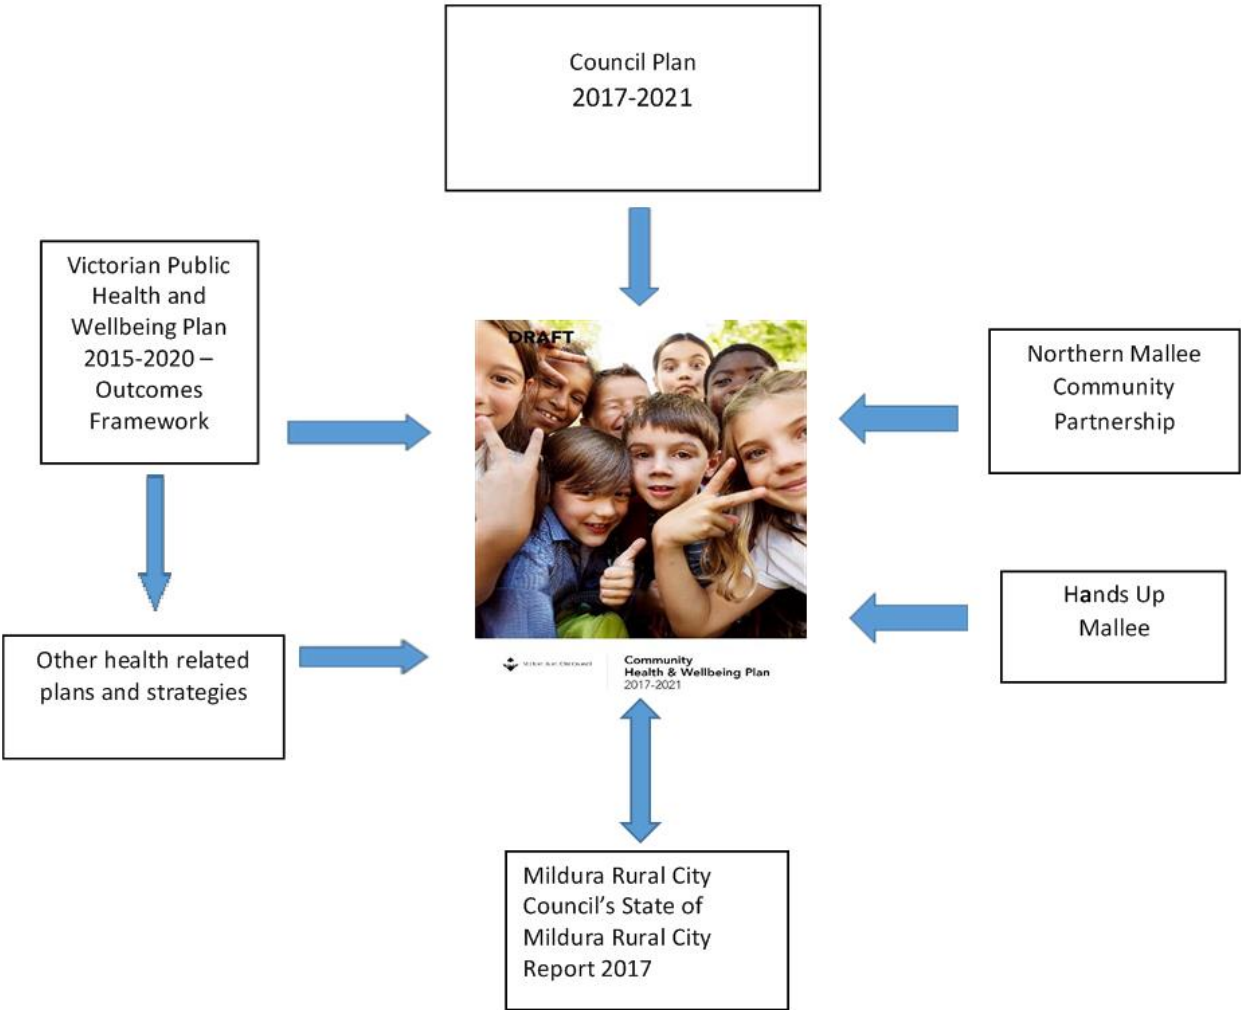 Council Plan
2017-2021
Victorian Public
Health and
Wellbeing Plan
2015-2020 –
Outcomes
Framework
DRAFT
Northern Mallee
Community
Partnership
Hands Up
Mallee
Other health related
plans and strategies
Community
Health & Wellbeing Plan
2017-2021
Mildura Rural City
Council’s State of
Mildura Rural City
Report 2017